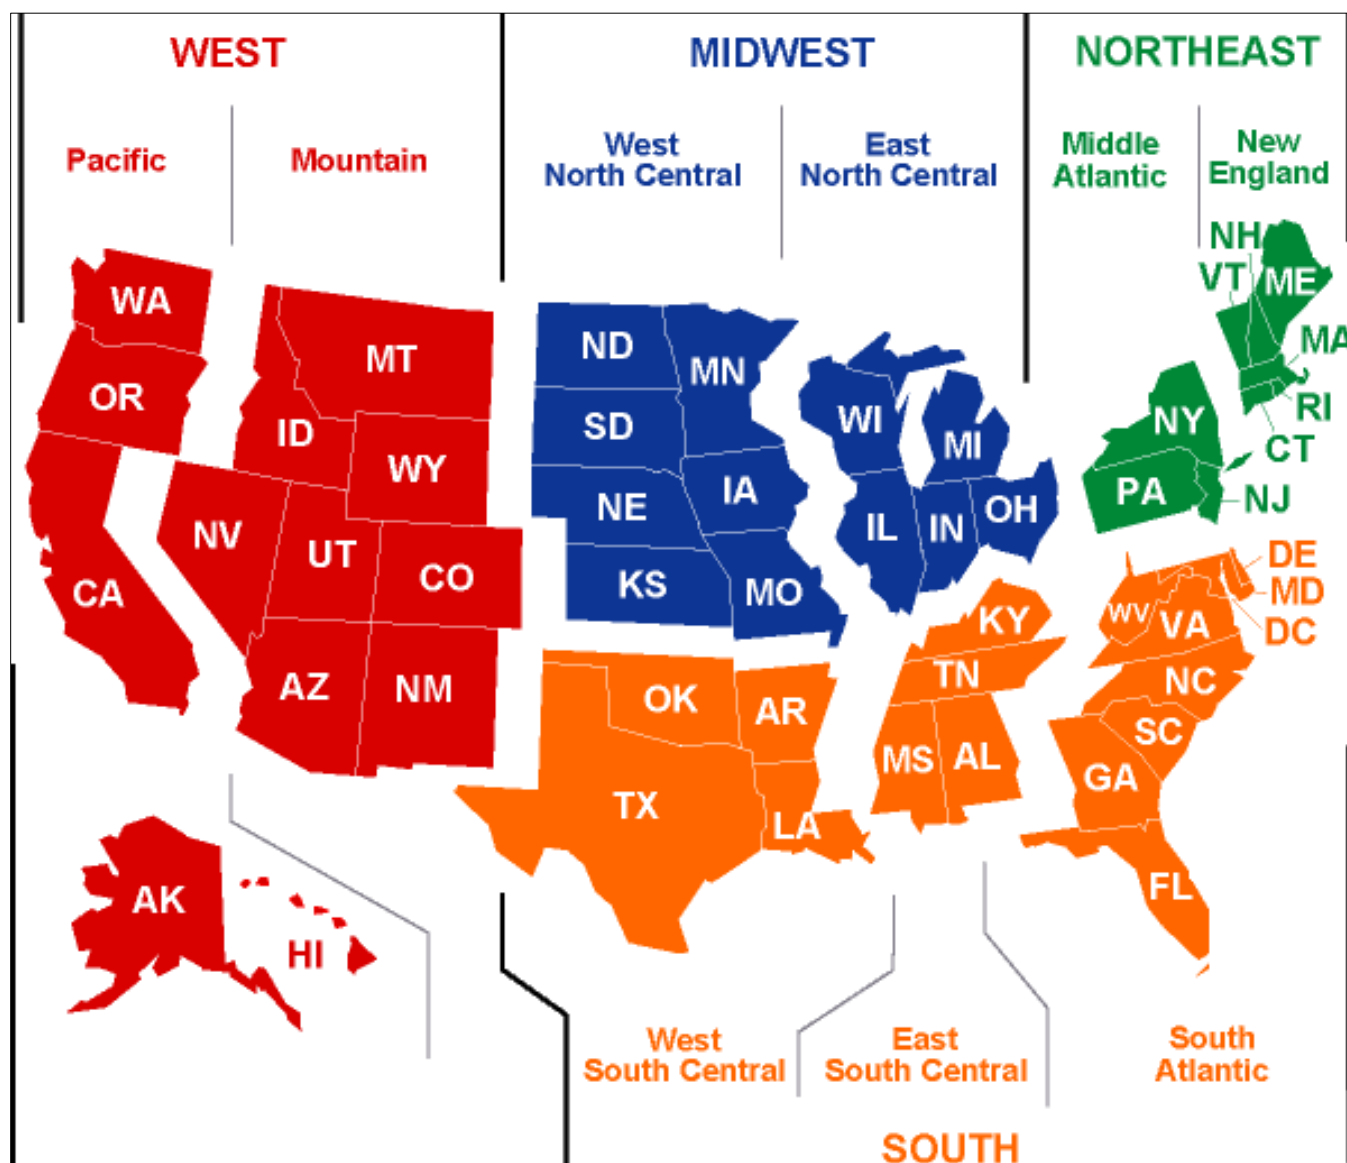 WEST
MIDWEST
NORTHEAST
Pacific
Mountain
West
North Central
East
North Central
Middle
Atlantic
New
England
WA
OR
CA
MT
ID
WY
NV
UT
CO
AZ
NM
AK
HI
ND
SD
NE
KS
MN
IA
MO
WI
MI
IL
IN
OH
NH
VT
ME
MA
RI
CT
NY
PA
NJ
DE
MD
DC
WV
VA
NC
SC
GA
FL
KY
TN
MS
AL
OK
AR
TX
LA
West
South Central
East
South Central
South
Atlantic
SOUTH